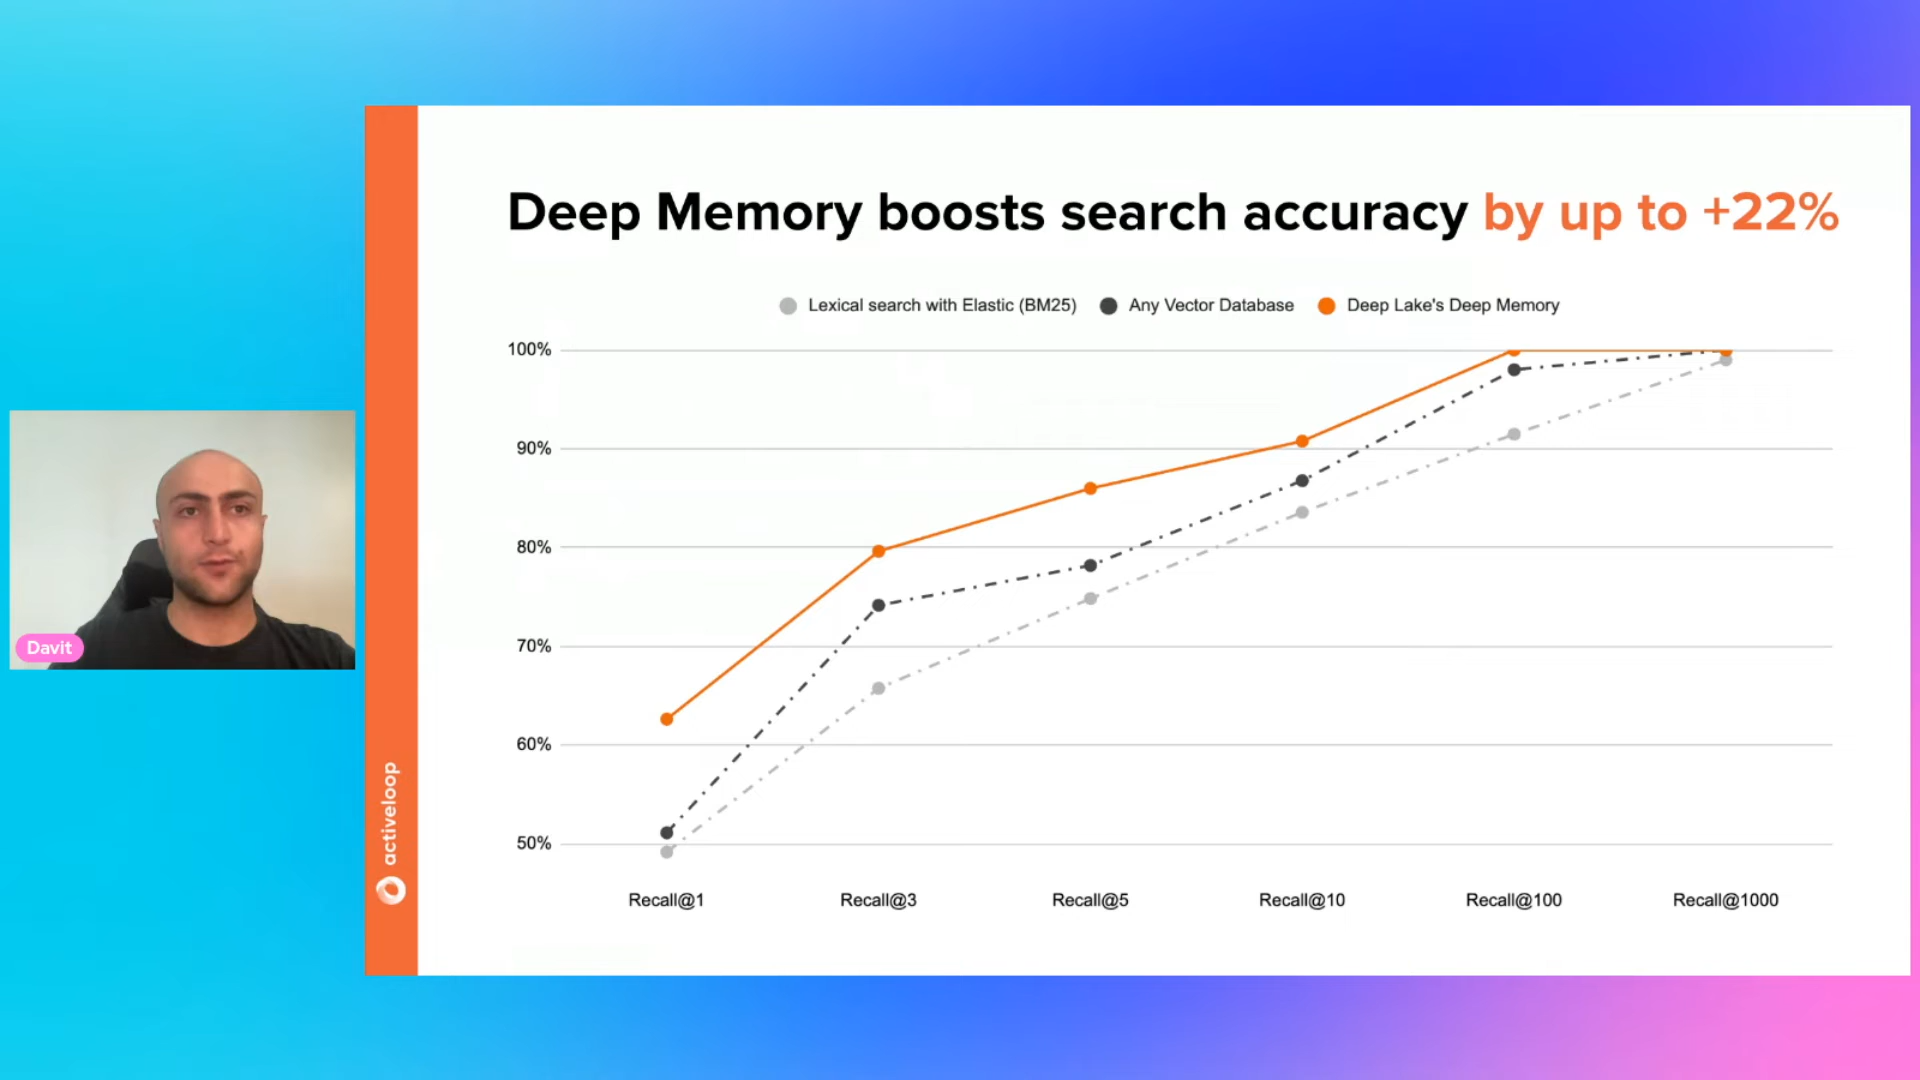 Deep Memory boosts search accuracy by up to +22%
Lexical search with Elastic (BM25) Any Vector Database Deep Lake's Deep Memory
100%
90%
80%
70%
60%
50%
Recall@1 Recall@3 Recall@5 Recall@10 Recall@100 Recall@1000
activeloop
Davit